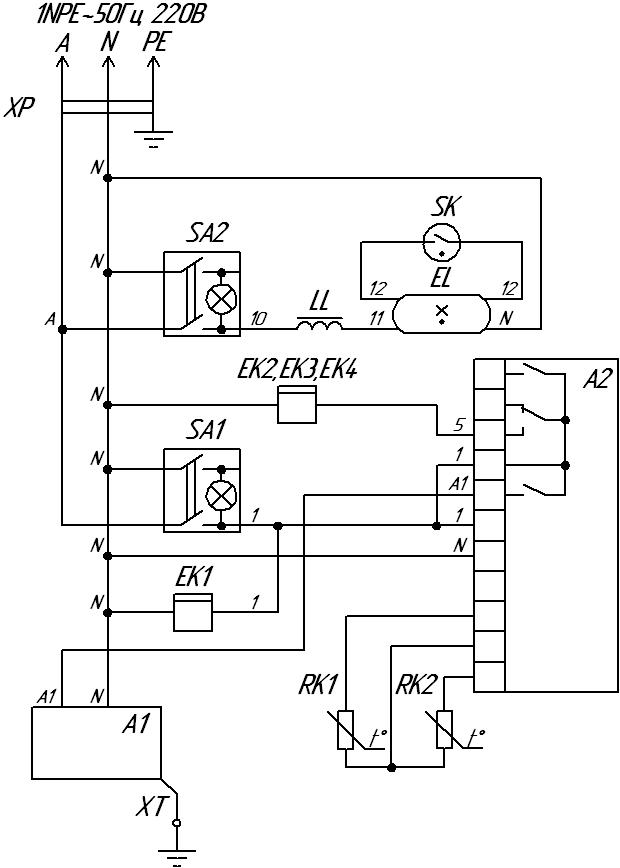 1NPE~50Гц 220В
A N PE
XP
N
SK
SA2
N
12 EL 12
LL
A 10 11 N
EK2,EK3,EK4
A2
N
SA1
5
N
1
A1
1 1
N N
EK1
N 1
RK1 RK2
A1 N
A1
t° t°
XT